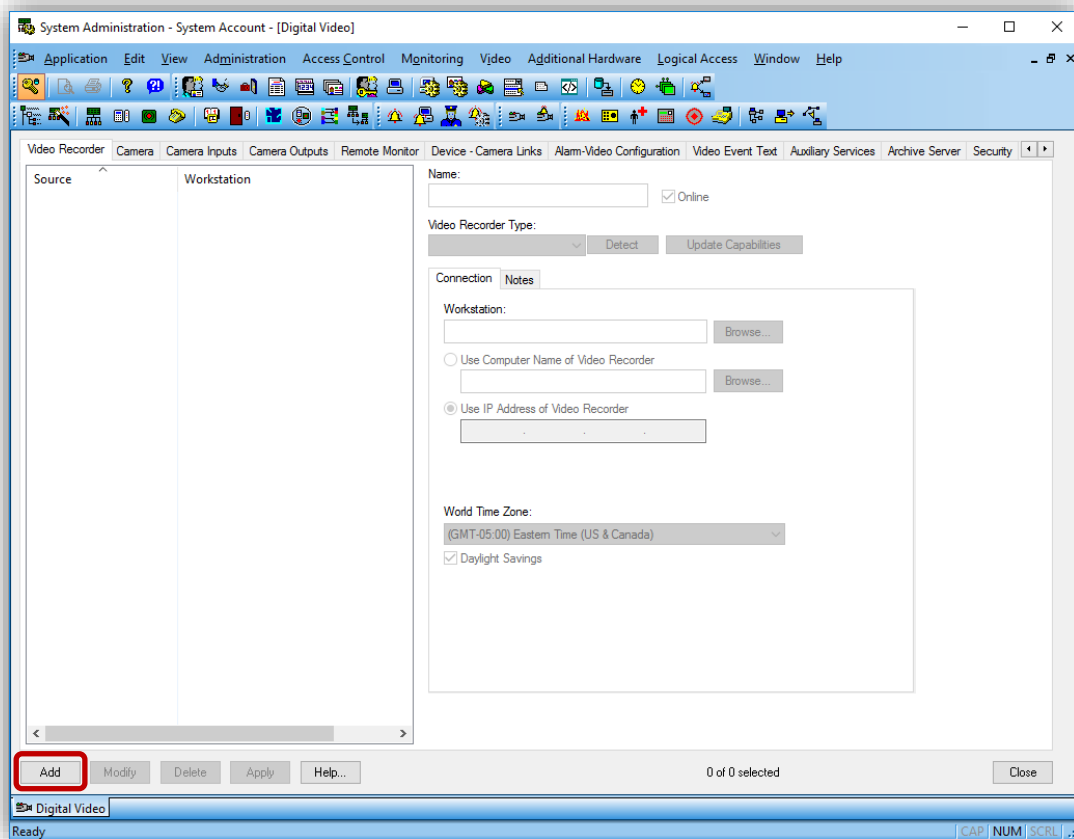 System Administration - System Account - [Digital Video]
Application Edit View Administration Access Control Monitoring Video Additional Hardware Logical Access Window Help
Video Recorder Camera Camera Inputs Camera Outputs Remote Monitor Device - Camera Links Alarm-Video Configuration Video Event Text Auxiliary Services Archive Server Security
Source Workstation
Name:
Online
Video Recorder Type:
Detect Update Capabilities
Connection Notes
Workstation:
Browse...
Use Computer Name of Video Recorder
Browse...
Use IP Address of Video Recorder
. . .
World Time Zone:
(GMT-05:00) Eastern Time (US & Canada)
Daylight Savings
Add Modify Delete Apply Help... 0 of 0 selected Close
Digital Video
Ready CAP NUM SCRL